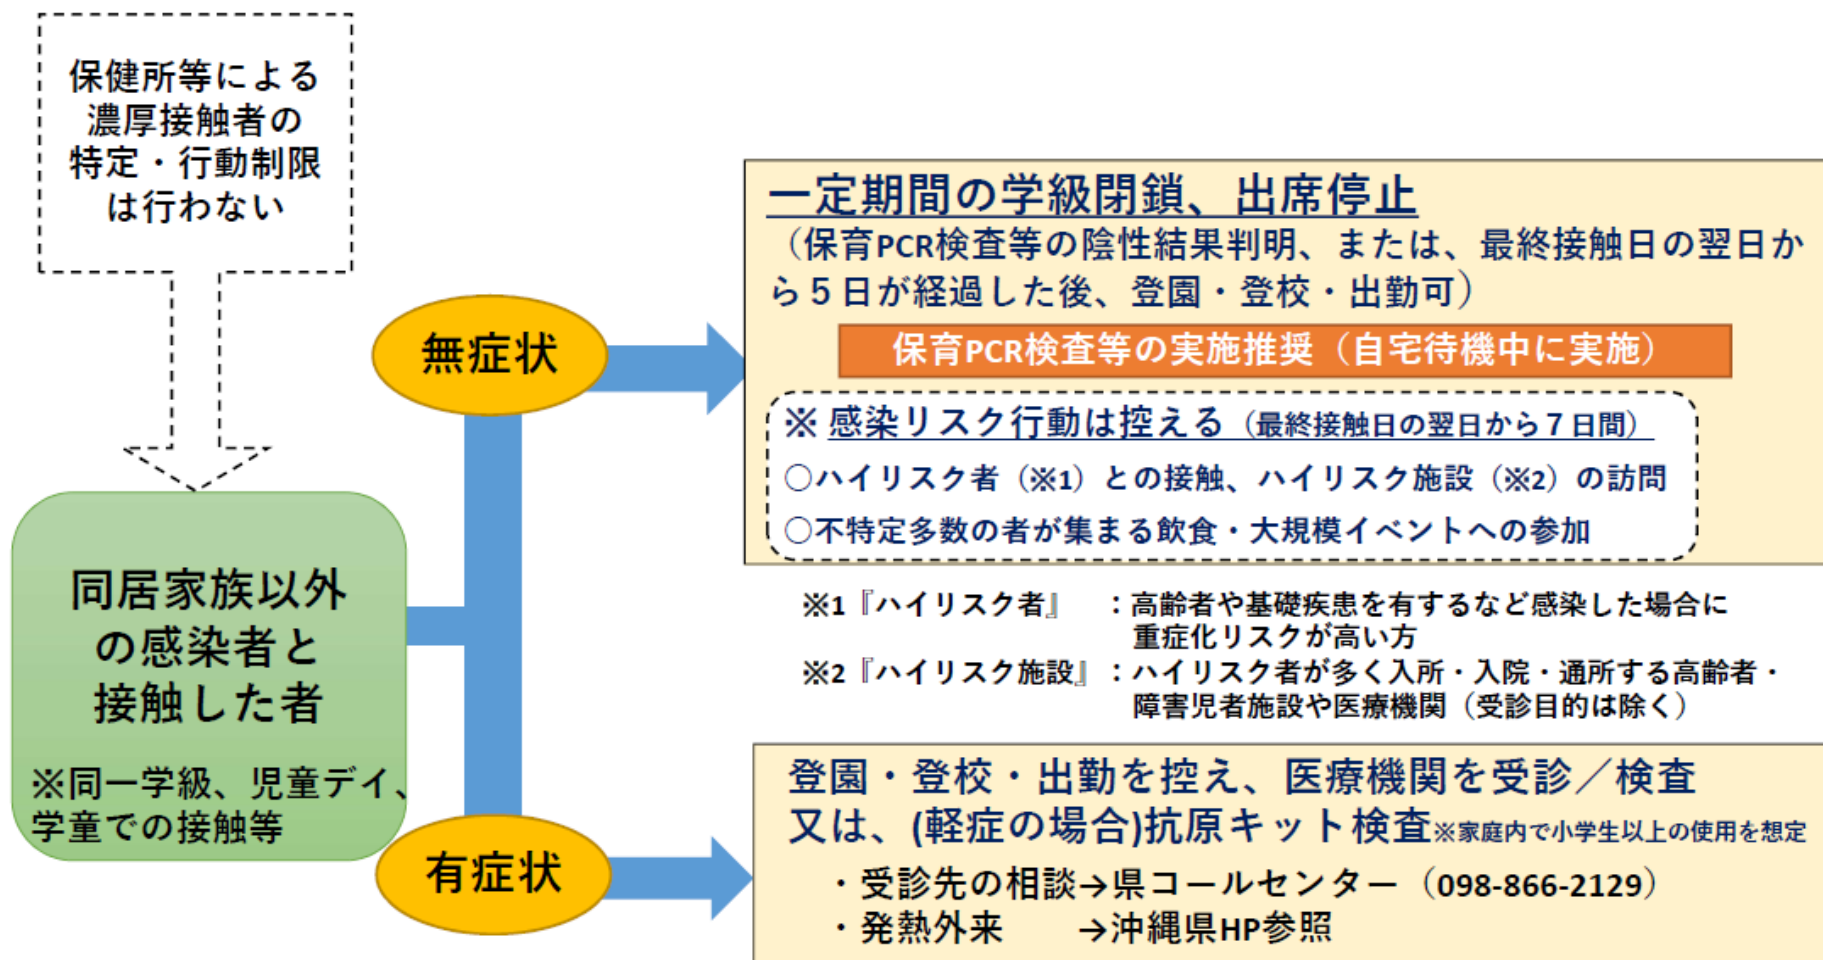 保健所等による
濃厚接触者の
特定・行動制限
は行わない
同居家族以外
の感染者と
接触した者
※同一学級、児童デイ、
学童での接触等
無症状
一定期間の学級閉鎖、出席停止
（保育PCR検査等の陰性結果判明、または、最終接触日の翌日か
ら５日が経過した後、登園・登校・出勤可）
保育PCR検査等の実施推奨（自宅待機中に実施）
※ 感染リスク行動は控える（最終接触日の翌日から７日間）
○ハイリスク者（※1）との接触、ハイリスク施設（※2）の訪問
○不特定多数の者が集まる飲食・大規模イベントへの参加
※1『ハイリスク者』　：高齢者や基礎疾患を有するなど感染した場合に
重症化リスクが高い方
※2『ハイリスク施設』：ハイリスク者が多く入所・入院・通所する高齢者・
障害児者施設や医療機関（受診目的は除く）
有症状
登園・登校・出勤を控え、医療機関を受診／検査
又は、(軽症の場合)抗原キット検査※家庭内で小学生以上の使用を想定
・受診先の相談→県コールセンター（098-866-2129）
・発熱外来　　→沖縄県HP参照